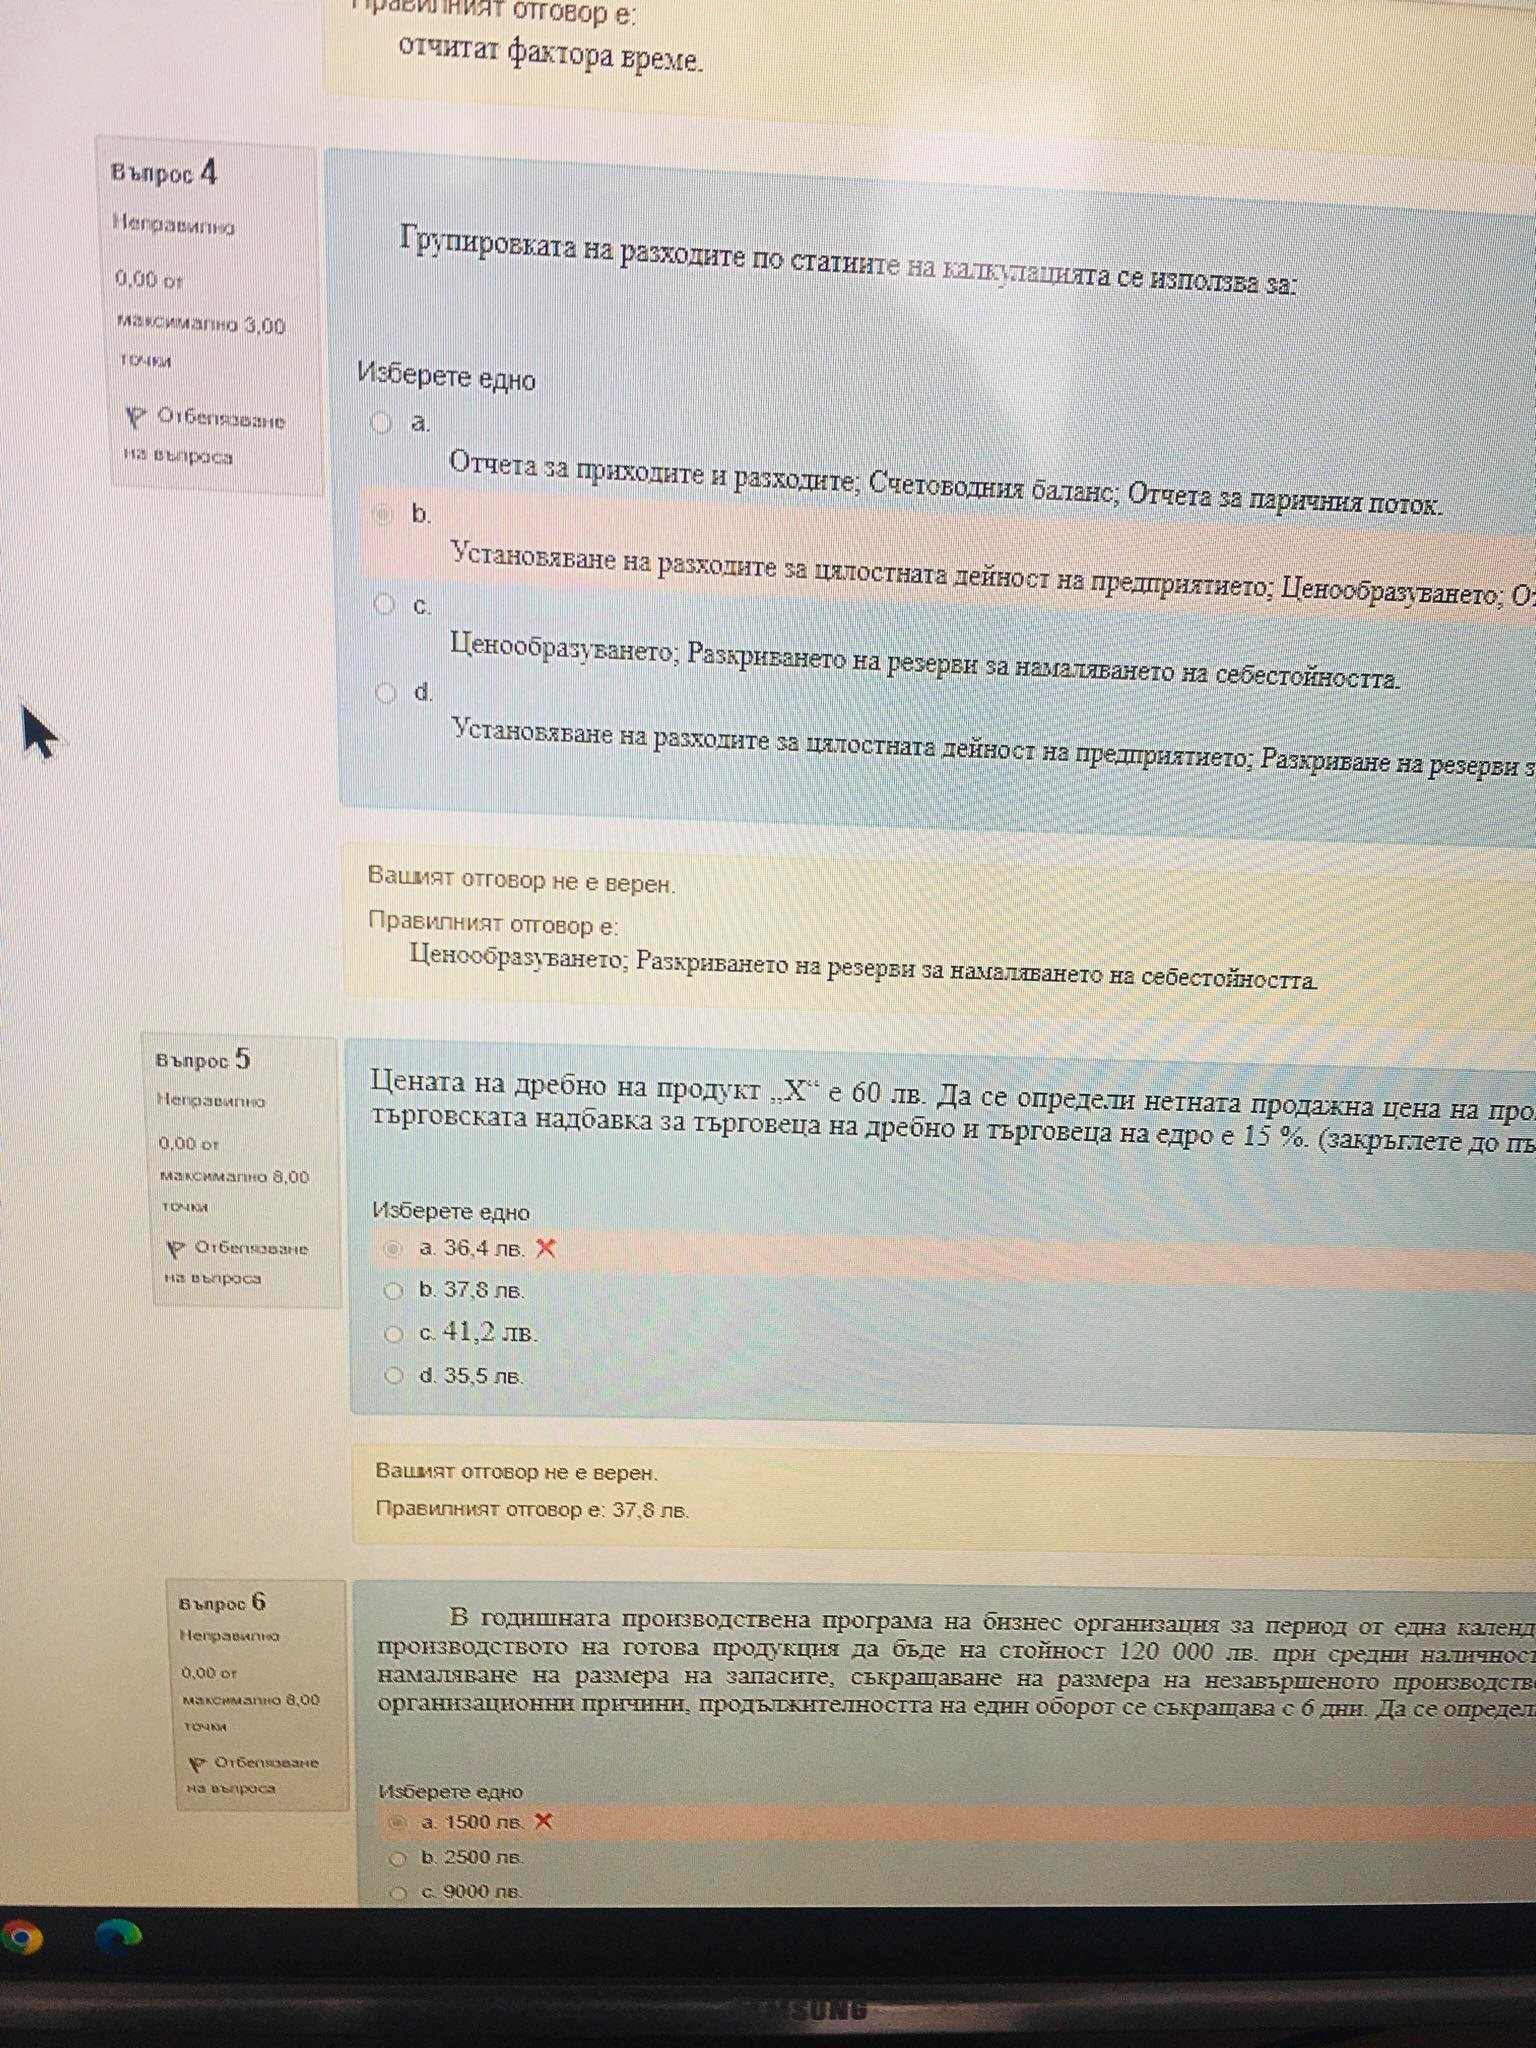 Правилният отговор е:
отчитат фактора време.
Въпрос 4
Неправилно
0,00 от
максимално 3,00
точки
Отбелязване
на въпроса
Групировката на разходите по статиите на калкулацията се използва за:
Изберете едно
a.
Отчета за приходите и разходите; Счетоводния баланс; Отчета за паричния поток.
b.
Установяване на разходите за цялостната дейност на предприятието; Ценообразуването;
c.
Ценообразуването; Разкриването на резерви за намаляването на себестойността.
d.
Установяване на разходите за цялостната дейност на предприятието; Разкриване на резерви з
Вашият отговор не е верен.
Правилният отговор е:
Ценообразуването; Разкриването на резерви за намаляването на себестойността.
Въпрос 5
Неправилно
0,00 от
максимално 8,00
точки
Отбелязване
на въпроса
Цената на дребно на продукт „X“ е 60 лв. Да се определи нетната продажна цена на про
търговската надбавка за търговеца на дребно и търговеца на едро е 15 %. (закръглете до пъ
Изберете едно
a. 36,4 лв.
b. 37,8 лв.
c. 41,2 лв.
d. 35,5 лв.
Вашият отговор не е верен.
Правилният отговор е: 37,8 лв.
Въпрос 6
Неправилно
0,00 от
максимално 8,00
точки
Отбелязване
на въпроса
В годишната производствена програма на бизнес организация за период от една календ
производството на готова продукция да бъде на стойност 120 000 лв. при средни наличност
намаляване на размера на запасите, съкращаване на размера на незавършеното производств
организационни причини, продължителността на един оборот се съкращава с 6 дни. Да се определ
Изберете едно
a. 1500 лв.
b. 2500 лв.
c. 9000 лв.
SAMSUNG